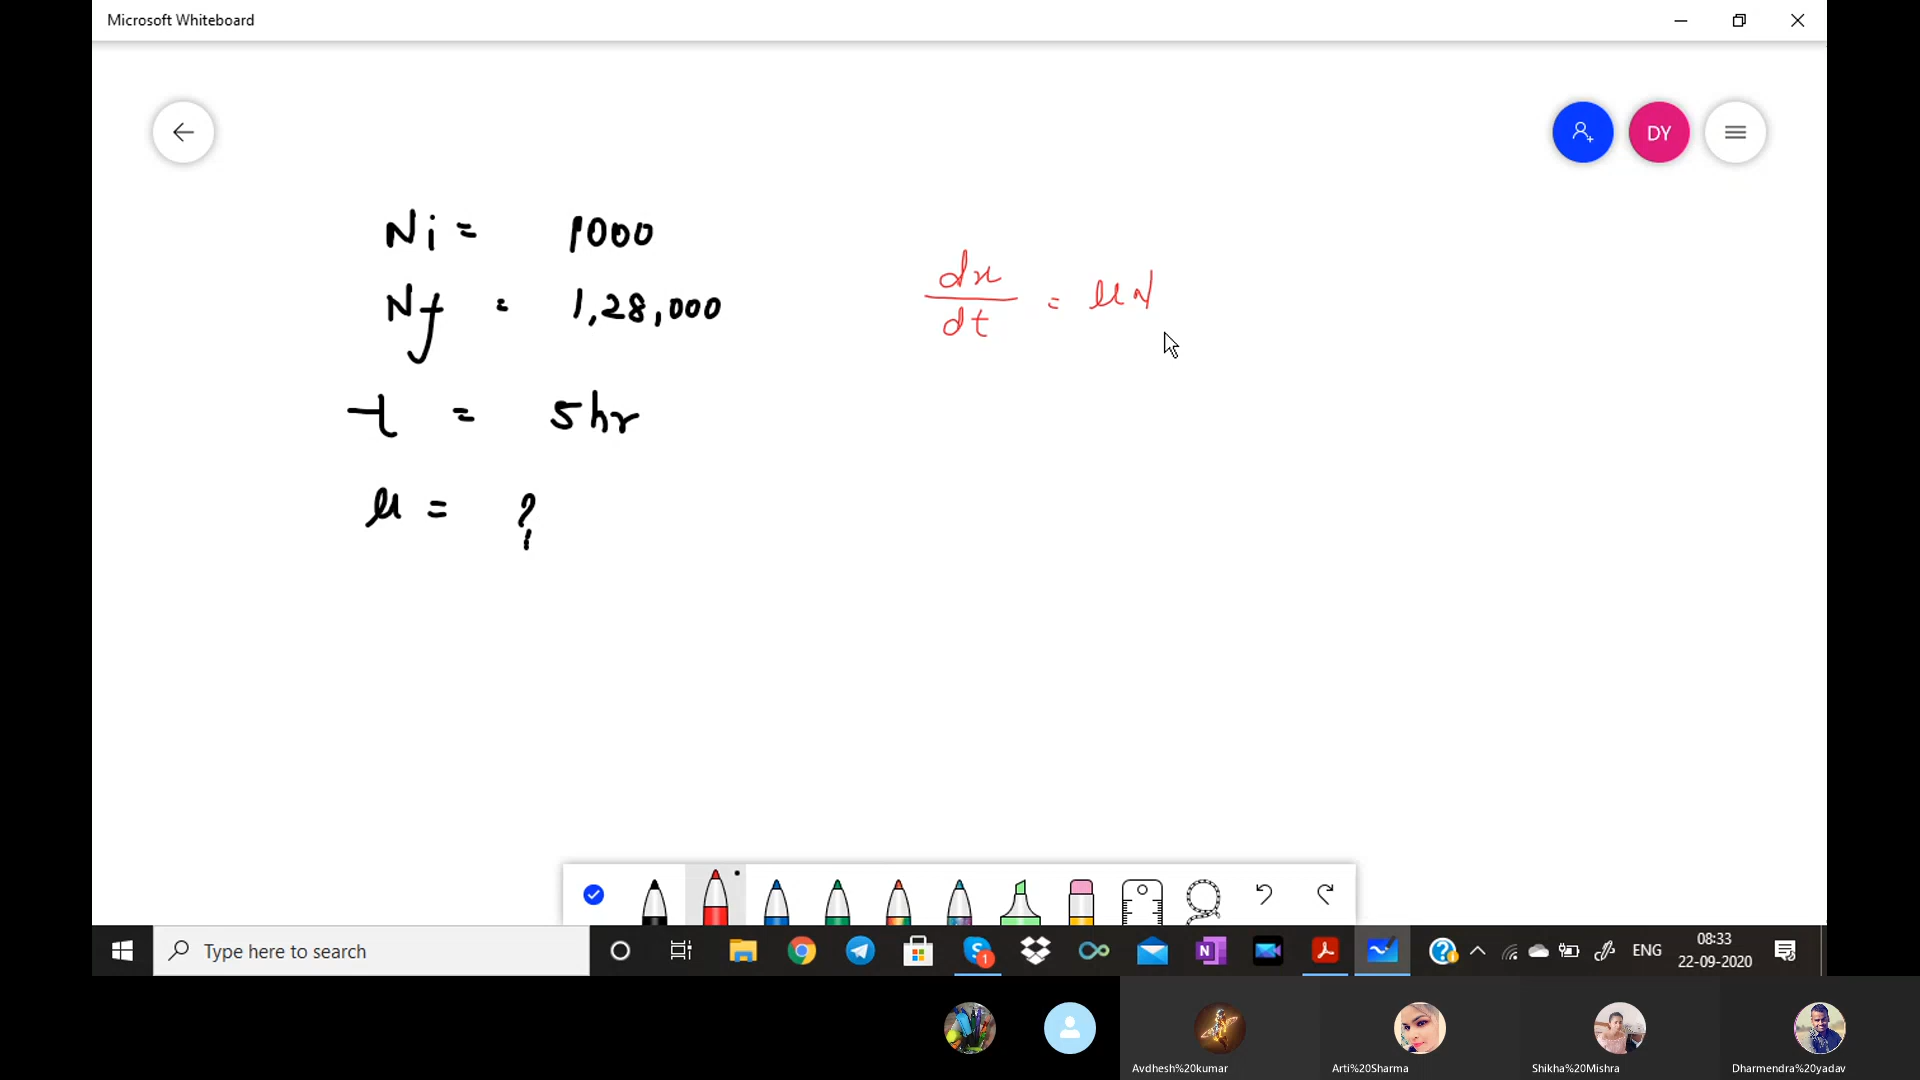 Microsoft Whiteboard
DY
Ni = 1000
Nf = 1,28,000
t = 5hr
μ = ?
dx/dt = μN
Type here to search
1
N
ENG
08:33
22-09-2020
Avdhesh%20kumar
Arti%20Sharma
Shikha%20Mishra
Dharmendra%20yadav